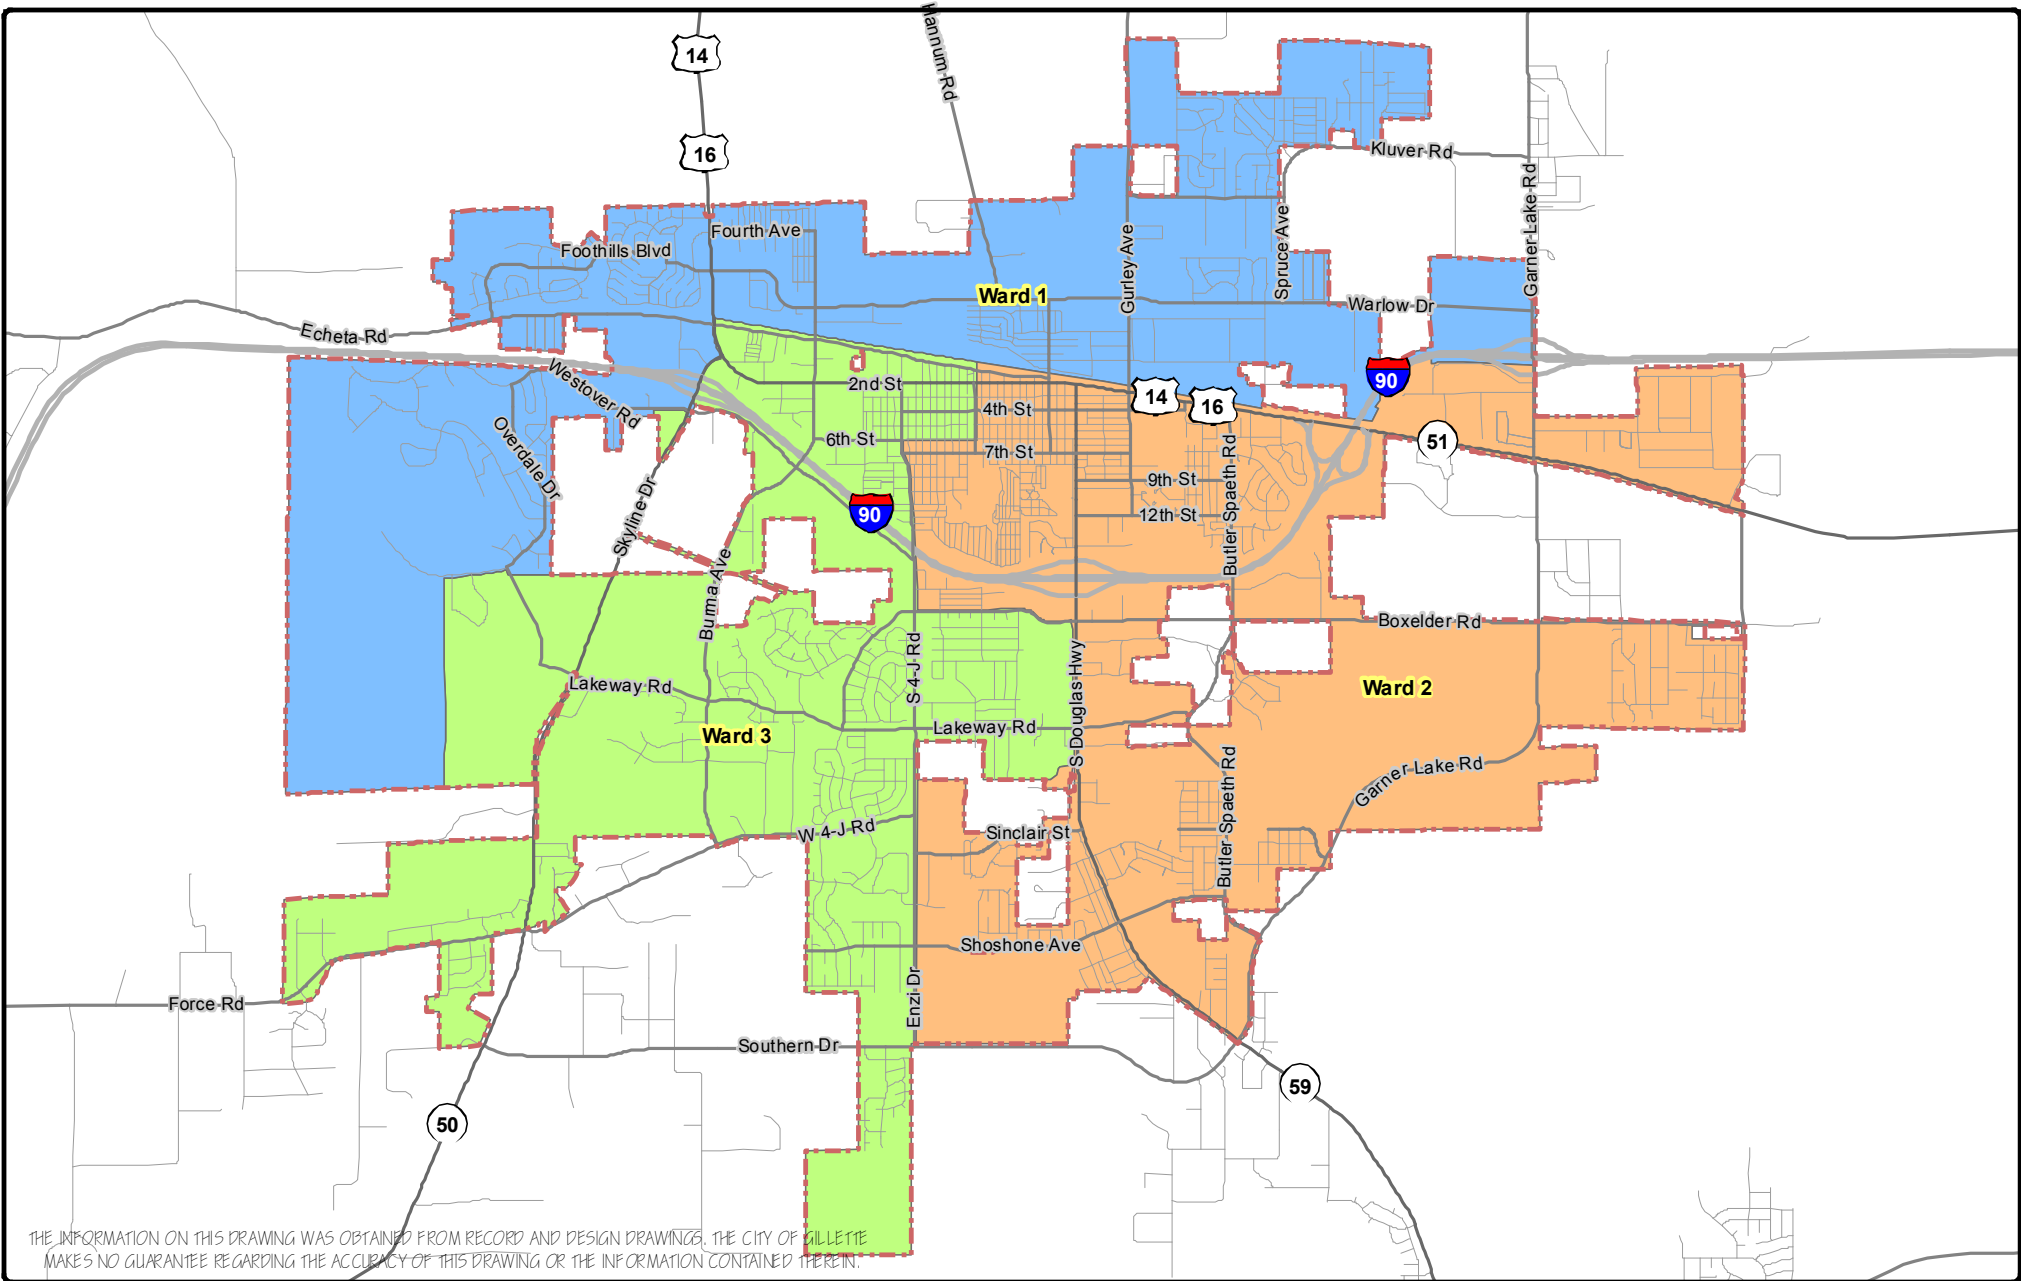 Hannum Rd
14
16
Kluver Rd
Garner Lake Rd
Fourth Ave
Foothills Blvd
Gurley Ave
Spruce Ave
Ward 1
Warlow Dr
Echeta Rd
Westover Rd
2nd St
90
14
16
4th St
Overdale Dr
6th St
7th St
51
Butler Spaeth Rd
9th St
Skyline Dr
90
12th St
Burma Ave
Boxelder Rd
S 4-J Rd
S Douglas Hwy
Lakeway Rd
Ward 2
Lakeway Rd
Ward 3
Butler Spaeth Rd
Garner Lake Rd
W 4-J Rd
Sinclair St
Shoshone Ave
Enzi Dr
Force Rd
Southern Dr
59
50
THE INFORMATION ON THIS DRAWING WAS OBTAINED FROM RECORD AND DESIGN DRAWINGS. THE CITY OF GILLETTE
MAKES NO GUARANTEE REGARDING THE ACCURACY OF THIS DRAWING OR THE INFORMATION CONTAINED THEREIN.